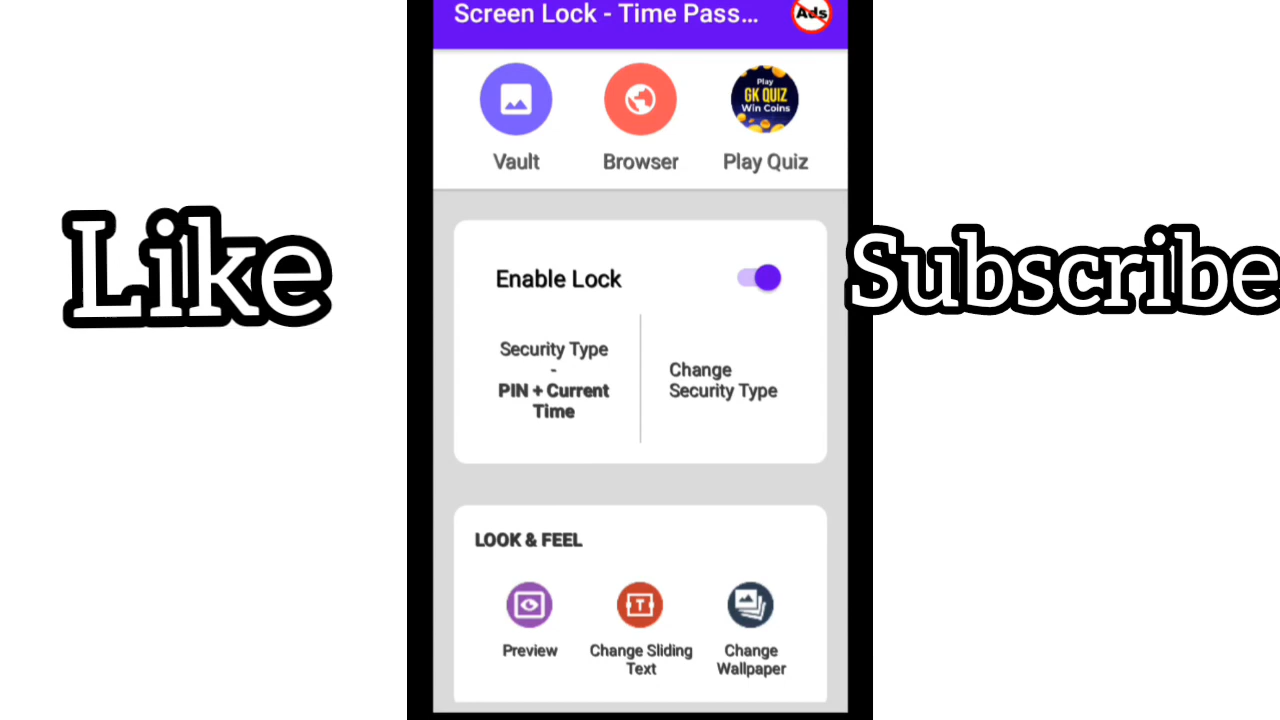 Screen Lock - Time Pass...
Ads
Play
GK QUIZ
Win Coins
Vault
Browser
Play Quiz
Like
Subscribe
Enable Lock
Security Type
-
PIN + Current
Time
Change
Security Type
LOOK & FEEL
T
Preview
Change Sliding
Text
Change
Wallpaper